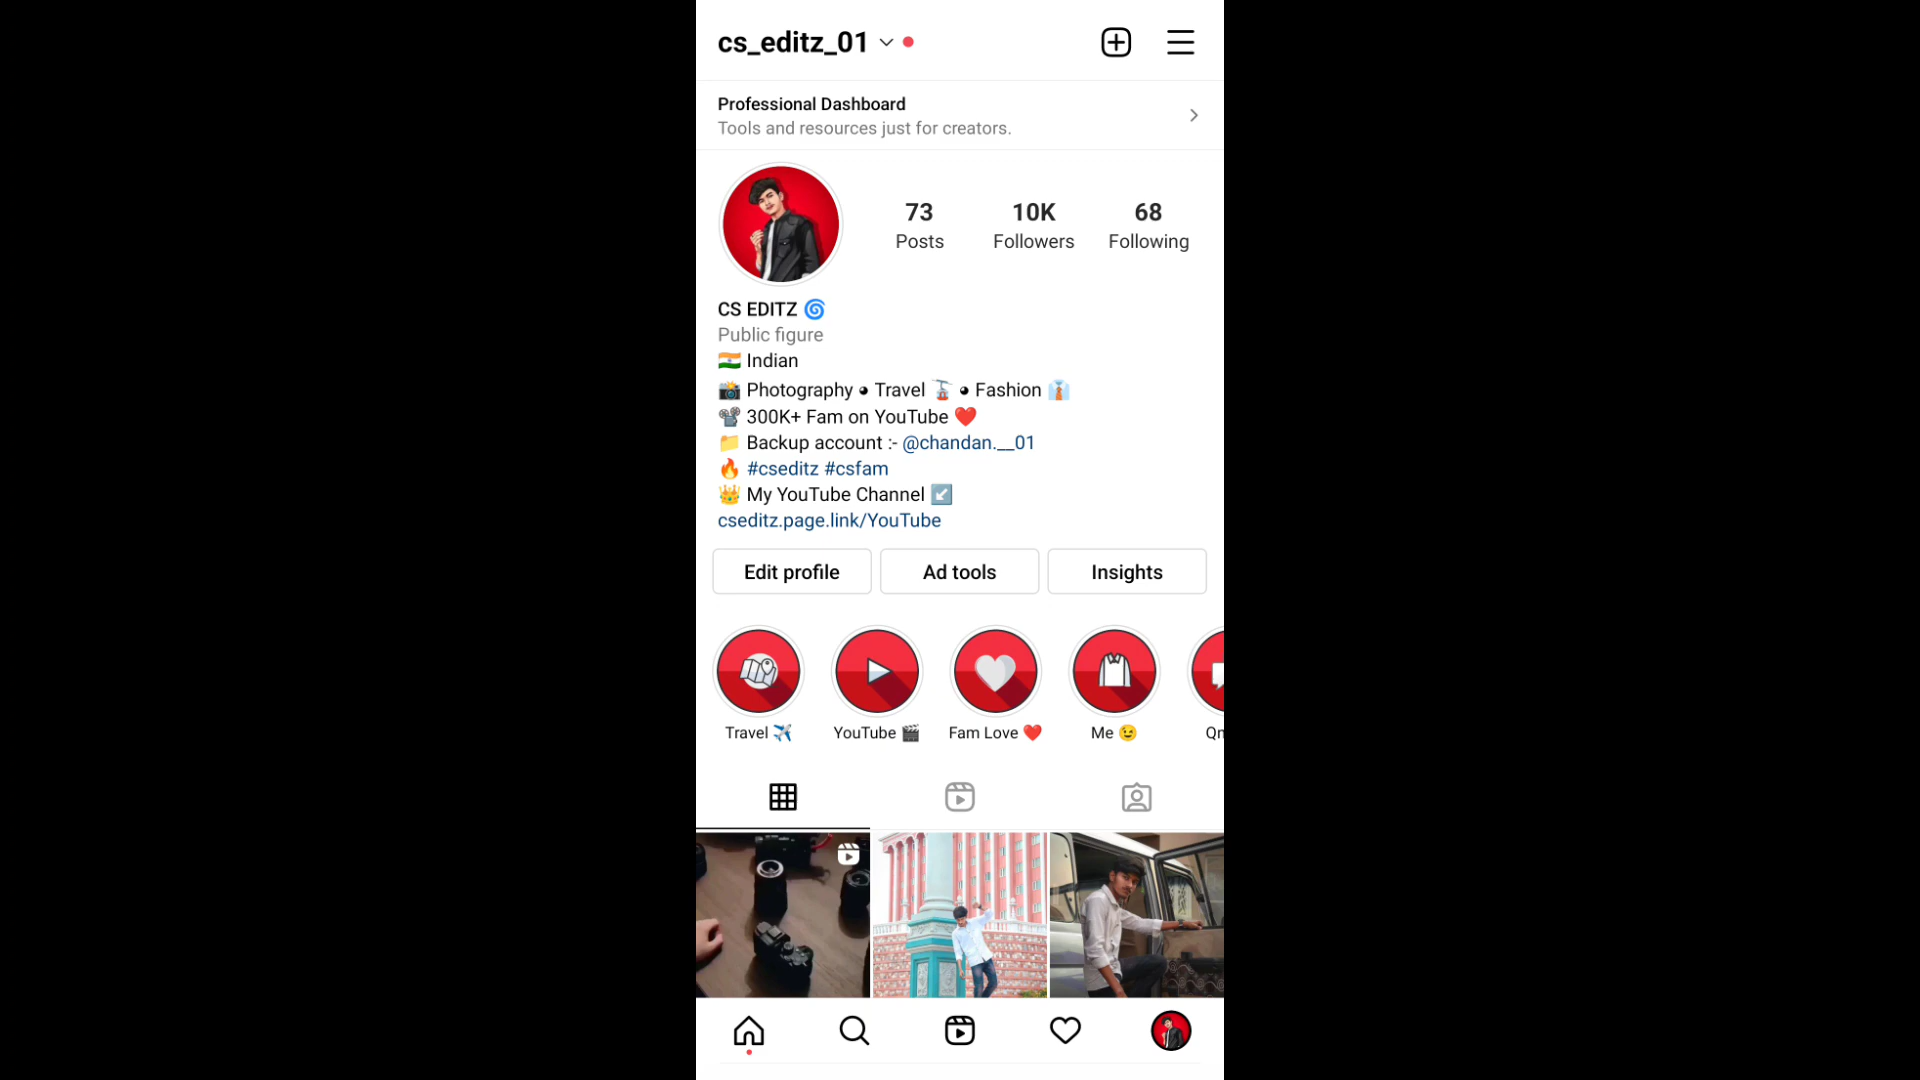 cs_editz_01
Professional Dashboard
Tools and resources just for creators.
73 10K 68
Posts Followers Following
CS EDITZ 🌀
Public figure
🇮🇳 Indian
📸 Photography • Travel 🚡 • Fashion 👔
📽️ 300K+ Fam on YouTube ❤️
📁 Backup account :- @chandan.__01
🔥 #cseditz #csfam
👑 My YouTube Channel ↙️
cseditz.page.link/YouTube
Edit profile Ad tools Insights
Travel ✈️ YouTube 🎬 Fam Love ❤️ Me 😉 Qn